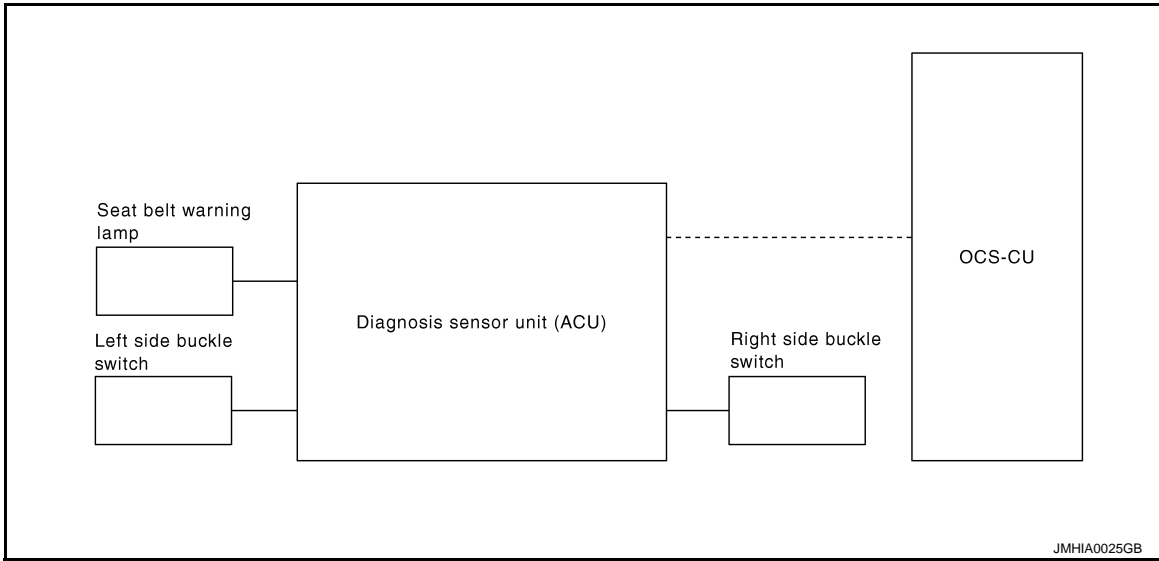 Seat belt warning
lamp
Left side buckle
switch
Diagnosis sensor unit (ACU)
Right side buckle
switch
OCS-CU
JMHIA0025GB